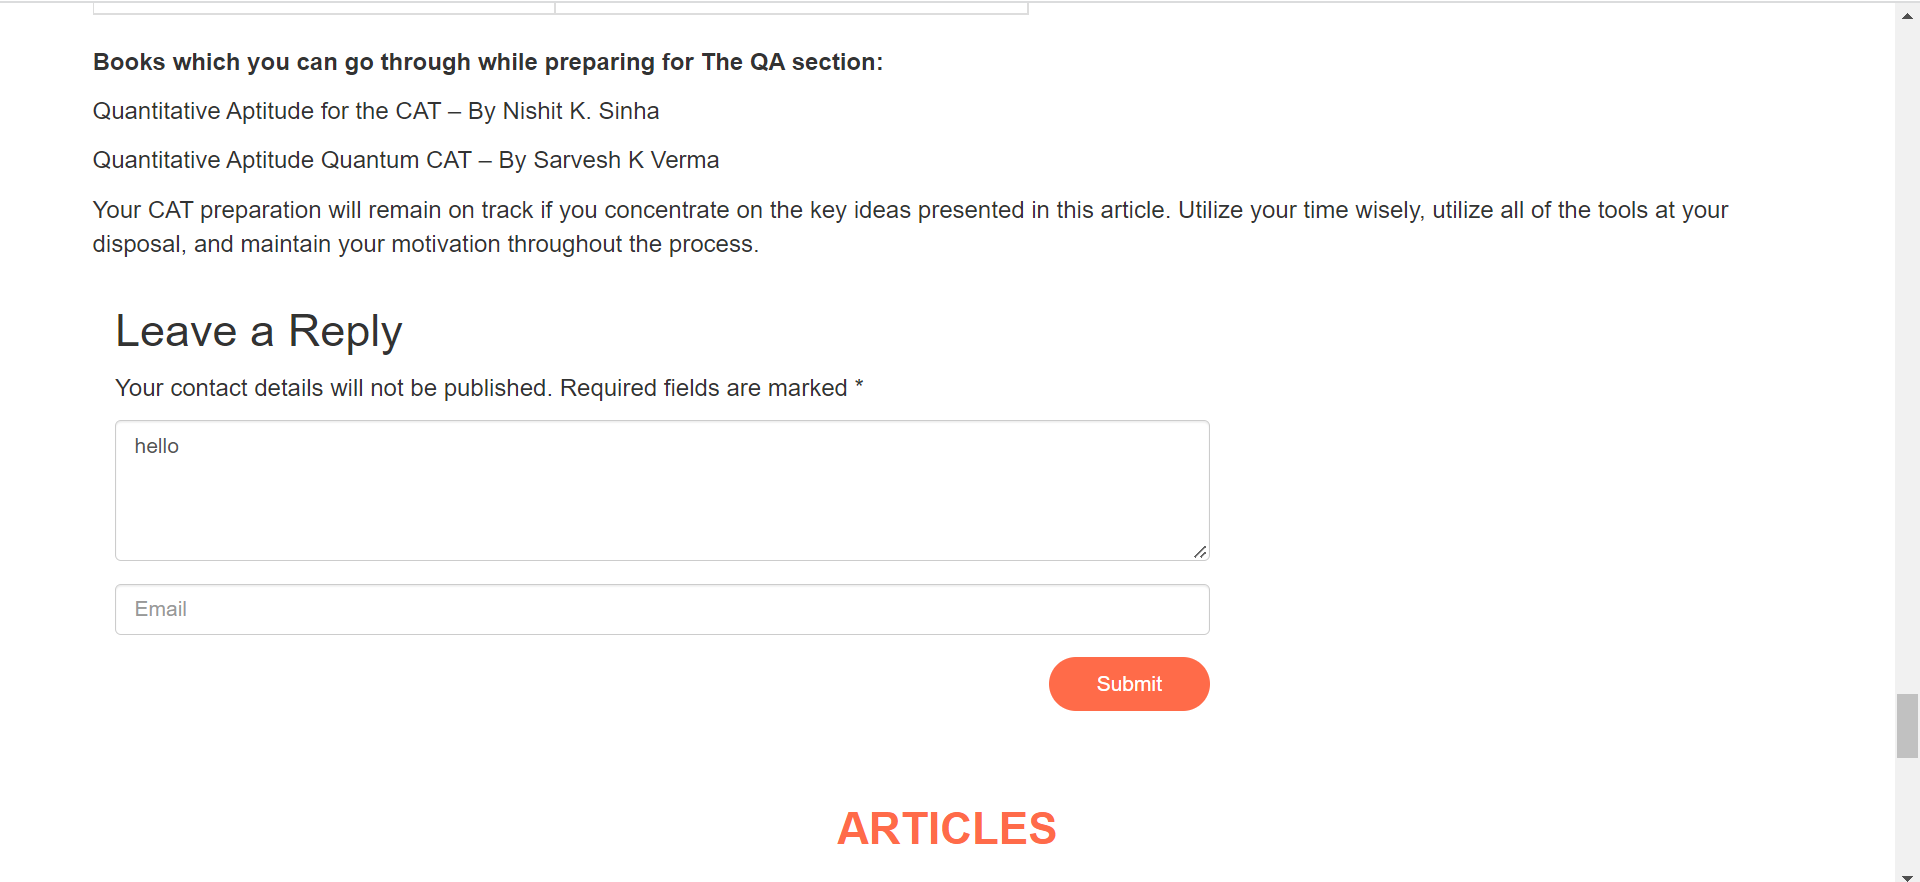 Books which you can go through while preparing for The QA section:
Quantitative Aptitude for the CAT – By Nishit K. Sinha
Quantitative Aptitude Quantum CAT – By Sarvesh K Verma
Your CAT preparation will remain on track if you concentrate on the key ideas presented in this article. Utilize your time wisely, utilize all of the tools at your
disposal, and maintain your motivation throughout the process.
Leave a Reply
Your contact details will not be published. Required fields are marked *
hello
Email
Submit
ARTICLES